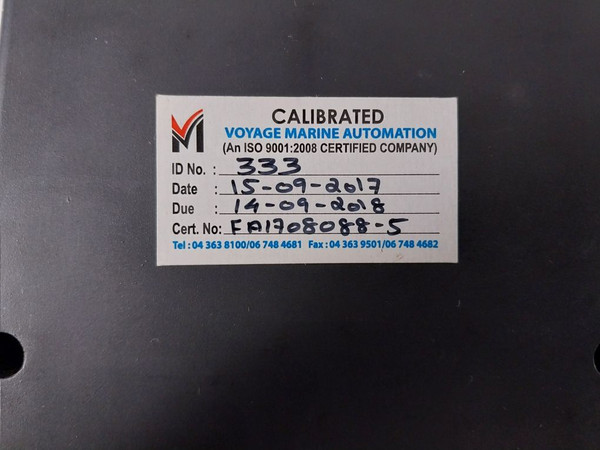 CALIBRATED
VOYAGE MARINE AUTOMATION
(An ISO 9001:2008 CERTIFIED COMPANY)
ID No. : 333
Date : 15-09-2017
Due : 14-09-2018
Cert. No: FA1708088-5
Tel : 04 363 8100/06 748 4681 Fax : 04 363 9501/06 748 4682